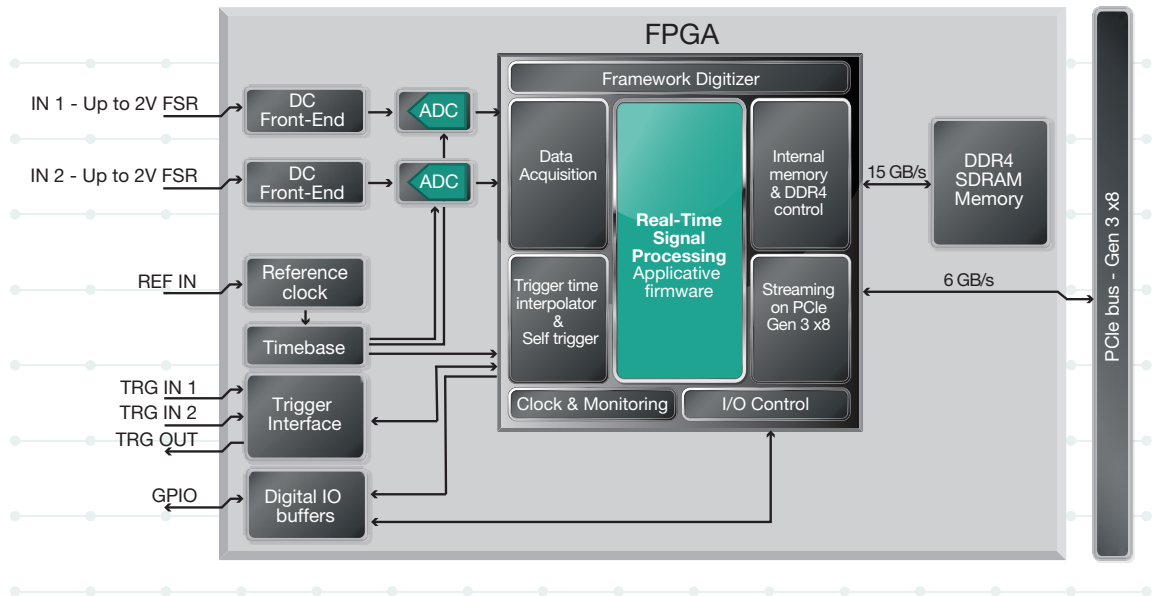 FPGA
Framework Digitizer
IN 1 - Up to 2V FSR
DC
Front-End
ADC
IN 2 - Up to 2V FSR
DC
Front-End
ADC
Data
Acquisition
Real-Time
Signal
Processing
Applicative
firmware
Internal
memory
& DDR4
control
15 GB/s
DDR4
SDRAM
Memory
REF IN
Reference
clock
Timebase
Trigger time
interpolator
&
Self trigger
Streaming
on PCIe
Gen 3 x8
6 GB/s
PCIe bus - Gen 3 x8
TRG IN 1
TRG IN 2
TRG OUT
Trigger
Interface
Clock & Monitoring
I/O Control
GPIO
Digital IO
buffers